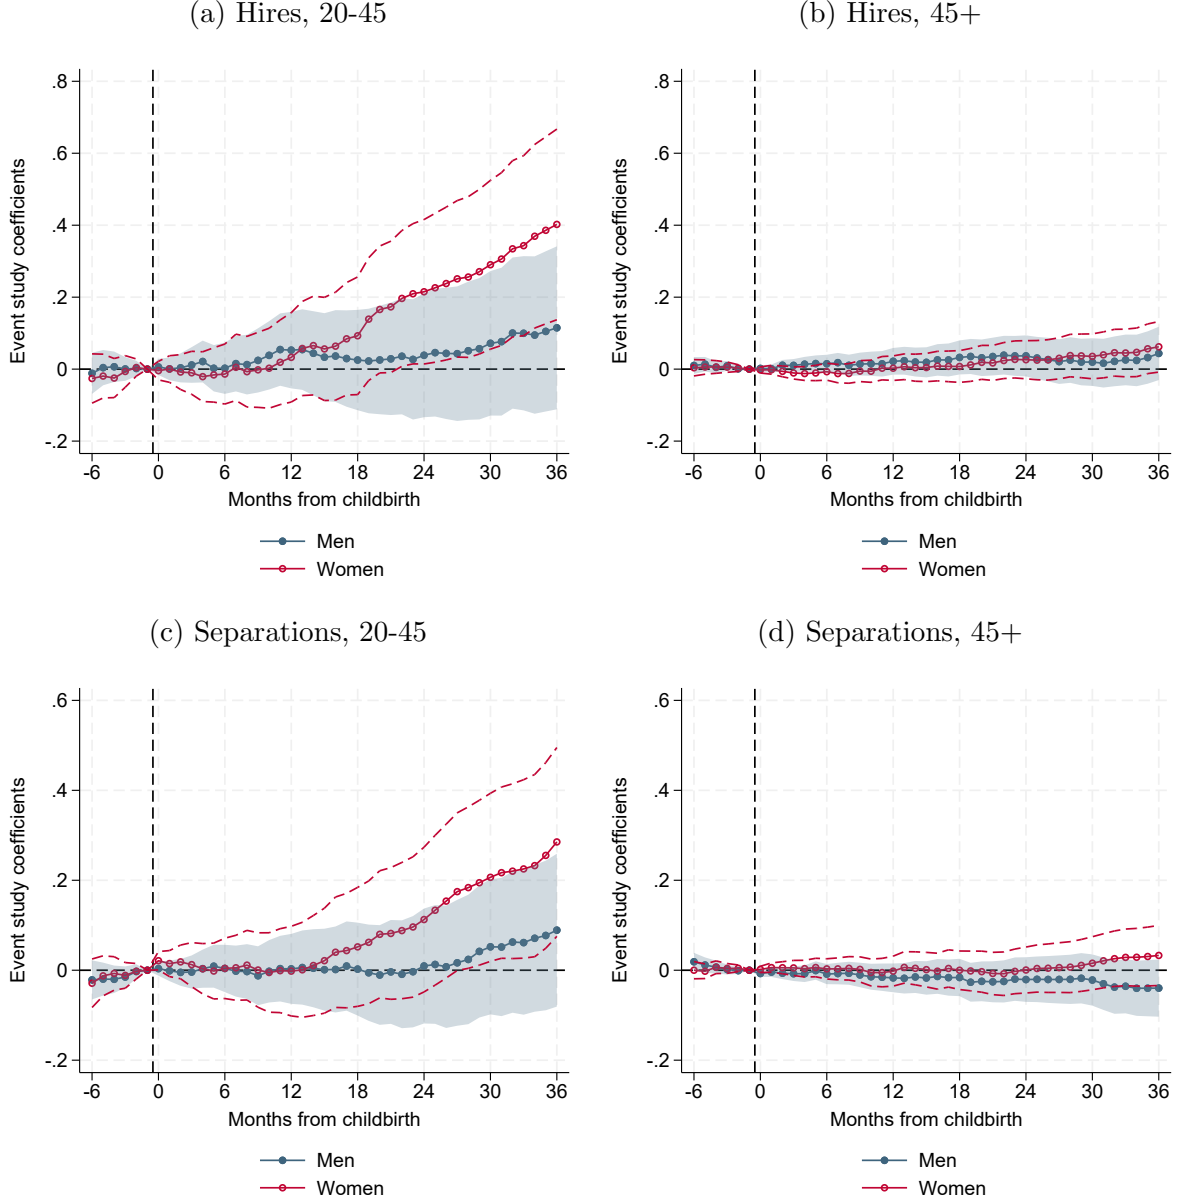 (a) Hires, 20-45
(b) Hires, 45+
Event study coefficients
.8
.6
.4
.2
0
-.2
-6 0 6 12 18 24 30 36
Months from childbirth
Men
Women
Event study coefficients
.8
.6
.4
.2
0
-.2
-6 0 6 12 18 24 30 36
Months from childbirth
Men
Women
(c) Separations, 20-45
(d) Separations, 45+
Event study coefficients
.6
.4
.2
0
-.2
-6 0 6 12 18 24 30 36
Months from childbirth
Men
Women
Event study coefficients
.6
.4
.2
0
-.2
-6 0 6 12 18 24 30 36
Months from childbirth
Men
Women